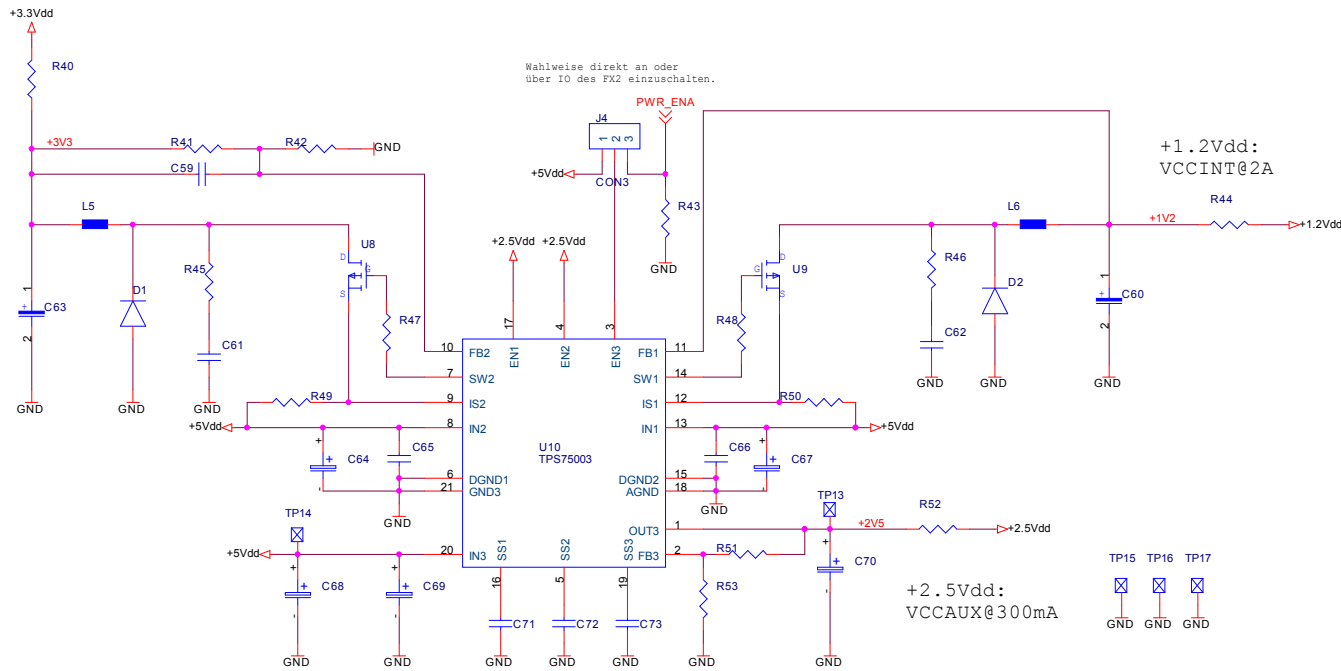 +3.3Vdd
R40
Wahlweise direkt an oder
über IO des FX2 einzuschalten.
PWR_ENA
J4
1 2 3
CON3
+5Vdd
R43
GND
+3V3
R41
R42
GND
C59
L5
+1.2Vdd:
VCCINT@2A
L6
+1V2
R44
+1.2Vdd
U8
D
G
S
R45
D1
1
+
C63
2
C61
R47
GND
GND
GND
+2.5Vdd
+2.5Vdd
D
G
S
U9
R46
D2
1
+
C60
2
R48
C62
GND
GND
GND
17
4
3
EN1
EN2
EN3
10
FB2
FB1
11
7
SW2
SW1
14
R49
9
IS2
IS1
12
R50
+5Vdd
8
IN2
IN1
13
+5Vdd
U10
TPS75003
+
+
C64
-
C65
C66
+
+
C67
-
6
DGND1
DGND2
15
21
GND3
AGND
18
GND
GND
TP14
+5Vdd
20
IN3
SS1
SS2
SS3
OUT3
1
FB3
2
R51
TP13
+2V5
R52
+2.5Vdd
+
+
C68
-
+
+
C69
-
16
5
19
C71
C72
C73
R53
+
+
C70
-
+2.5Vdd:
VCCAUX@300mA
TP15
TP16
TP17
GND
GND
GND
GND
GND
GND
GND
GND
GND
GND